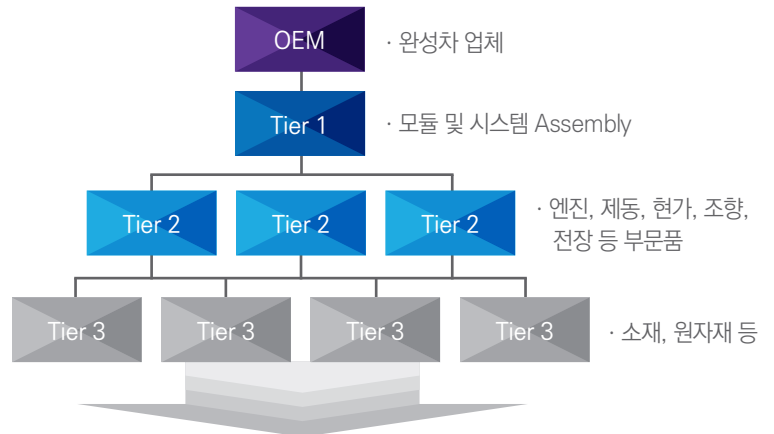 OEM
· 완성차 업체
Tier 1
· 모듈 및 시스템 Assembly
Tier 2
Tier 2
Tier 2
· 엔진, 제동, 현가, 조향,
전장 등 부문품
Tier 3
Tier 3
Tier 3
Tier 3
· 소재, 원자재 등